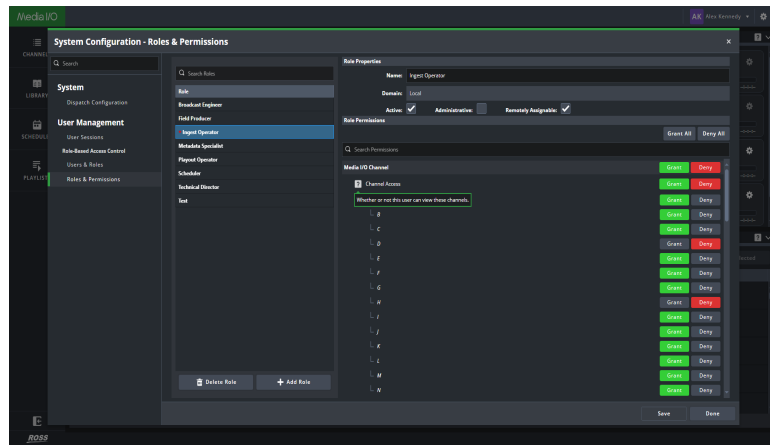 Media I/O
AK Alex Kennedy
System Configuration - Roles & Permissions
×
CHANNEL
LIBRARY
SCHEDUL
PLAYLIST
ROSS
Search
System
Dispatch Configuration
User Management
User Sessions
Role-Based Access Control
Users & Roles
Roles & Permissions
Search Roles
Role
Broadcast Engineer
Field Producer
Ingest Operator
Metadata Specialist
Playout Operator
Scheduler
Technical Director
Test
Delete Role
+ Add Role
Role Properties
Name: Ingest Operator
Domain: Local
Active: Administrative: Remotely Assignable:
Role Permissions
Grant All Deny All
Search Permissions
Media I/O Channel Grant Deny
? Channel Access Grant Deny
Whether or not this user can view these channels. Grant Deny
B Grant Deny
C Grant Deny
D Grant Deny
E Grant Deny
F Grant Deny
G Grant Deny
H Grant Deny
I Grant Deny
J Grant Deny
K Grant Deny
L Grant Deny
M Grant Deny
N Grant Deny
Save Done
?
?